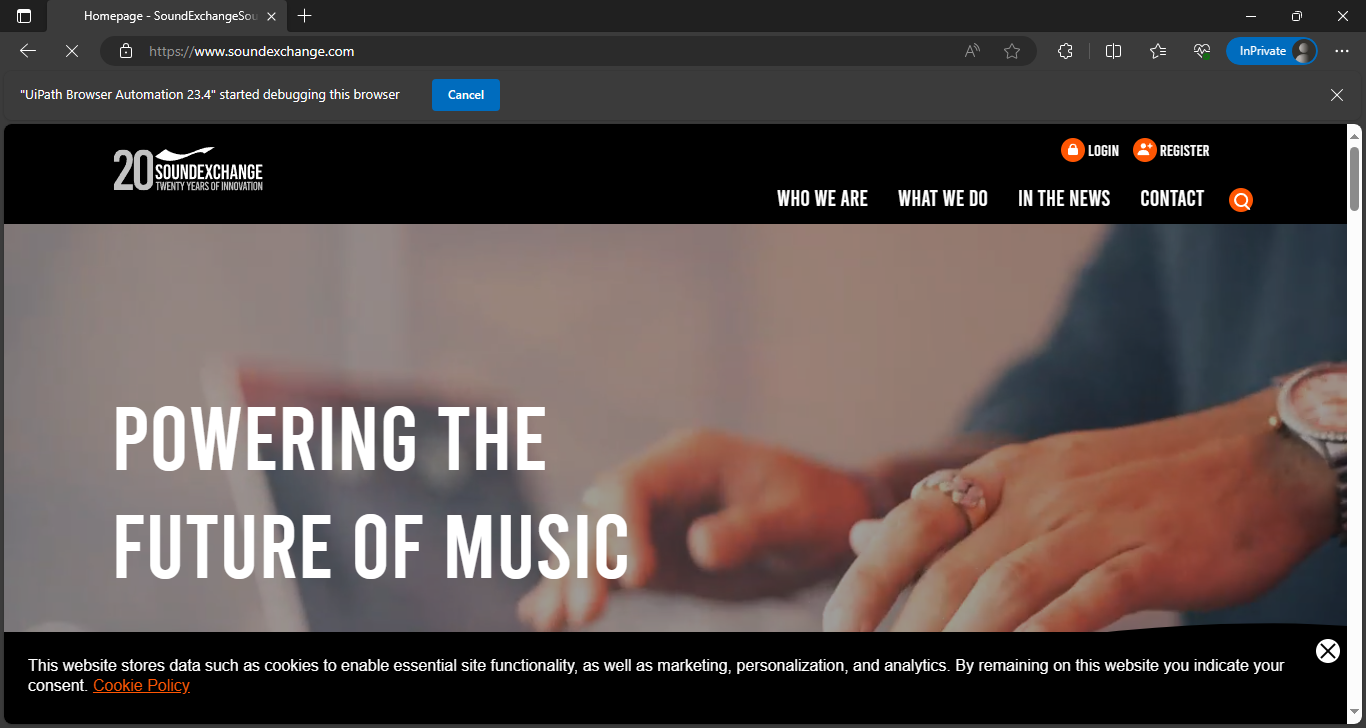 Homepage - SoundExchangeSou
https://www.soundexchange.com
InPrivate
"UiPath Browser Automation 23.4" started debugging this browser
Cancel
20 SOUNDEXCHANGE
TWENTY YEARS OF INNOVATION
LOGIN
REGISTER
WHO WE ARE
WHAT WE DO
IN THE NEWS
CONTACT
POWERING THE
FUTURE OF MUSIC
This website stores data such as cookies to enable essential site functionality, as well as marketing, personalization, and analytics. By remaining on this website you indicate your
consent. Cookie Policy